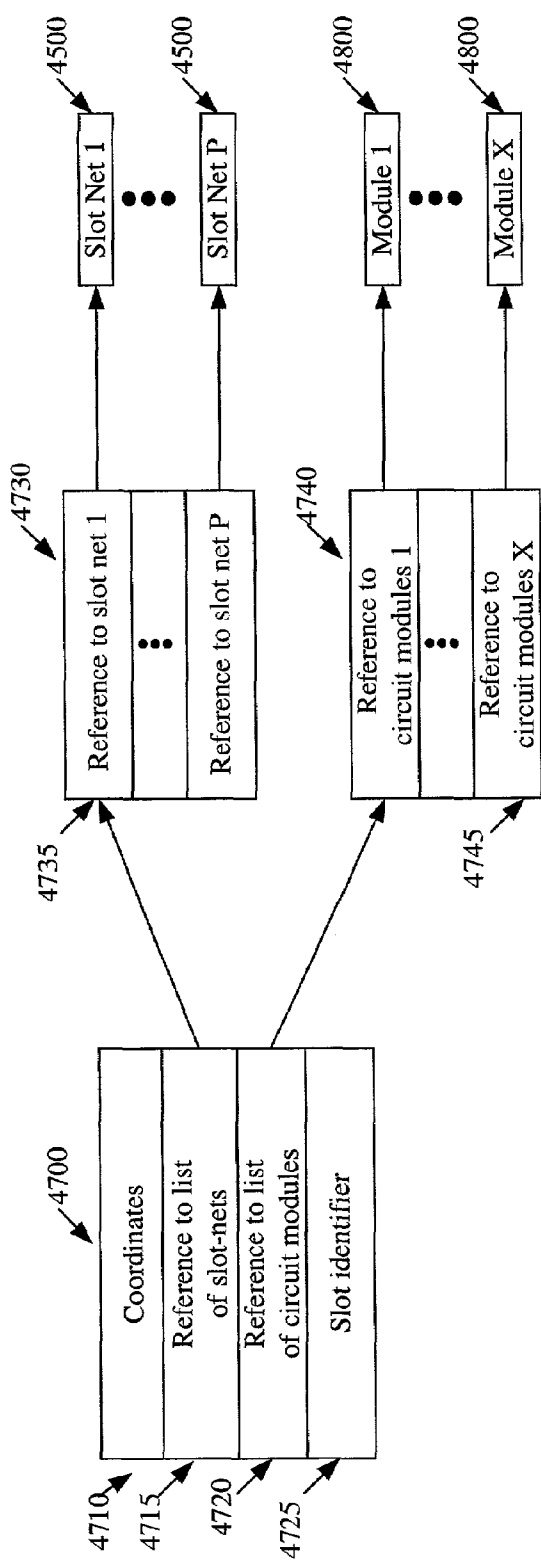 4700
4710
Coordinates
4715
Reference to list
of slot-nets
4720
Reference to list
of circuit modules
4725
Slot identifier
4730
4735
Reference to slot net 1
Reference to slot net P
4740
Reference to
circuit modules 1
4745
Reference to
circuit modules X
Slot Net 1
4500
Slot Net P
4500
Module 1
4800
Module X
4800